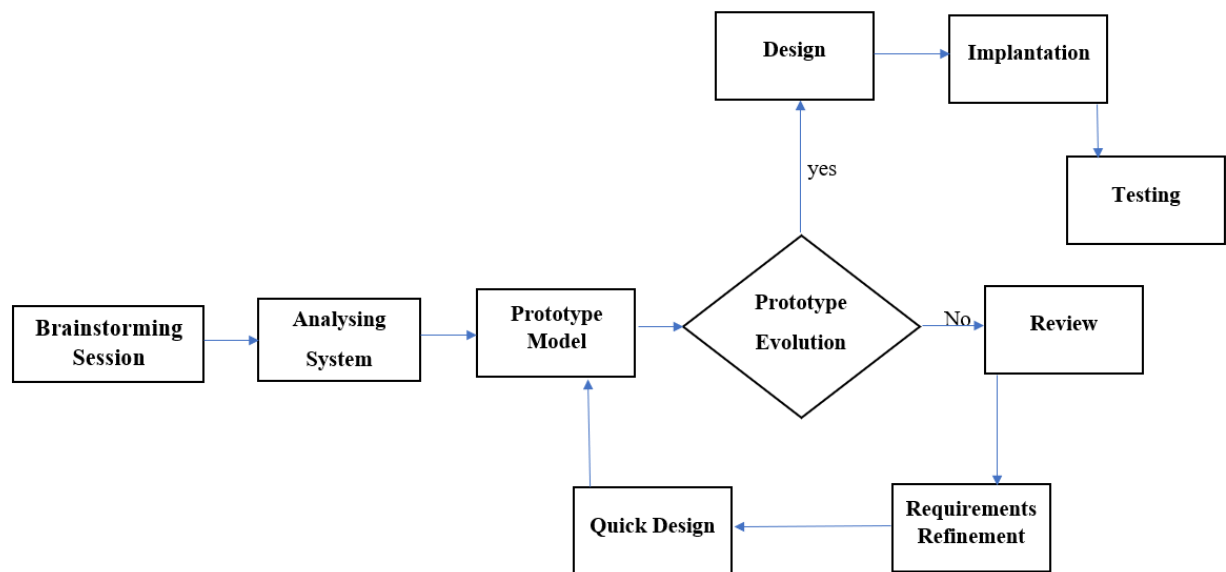 Design
Implantation
yes
Testing
Brainstorming
Session
Analysing
System
Prototype
Model
Prototype
Evolution
No
Review
Quick Design
Requirements
Refinement